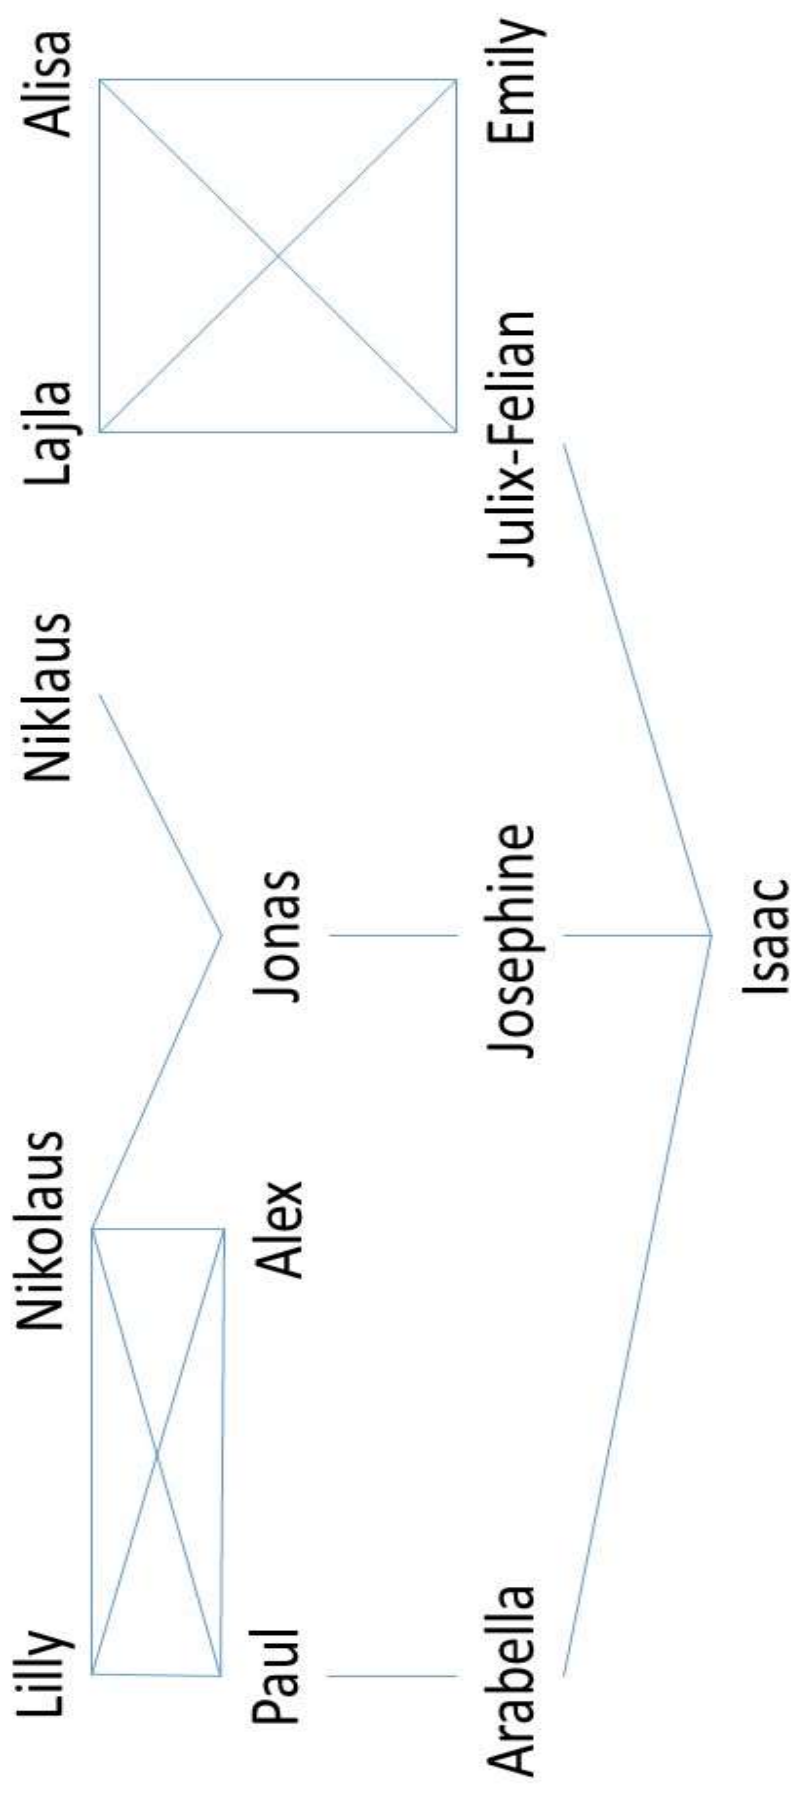 Lilly
Nikolaus
Niklaus
Lajla
Alisa
Paul
Alex
Jonas
Arabella
Josephine
Julix-Felian
Emily
Isaac